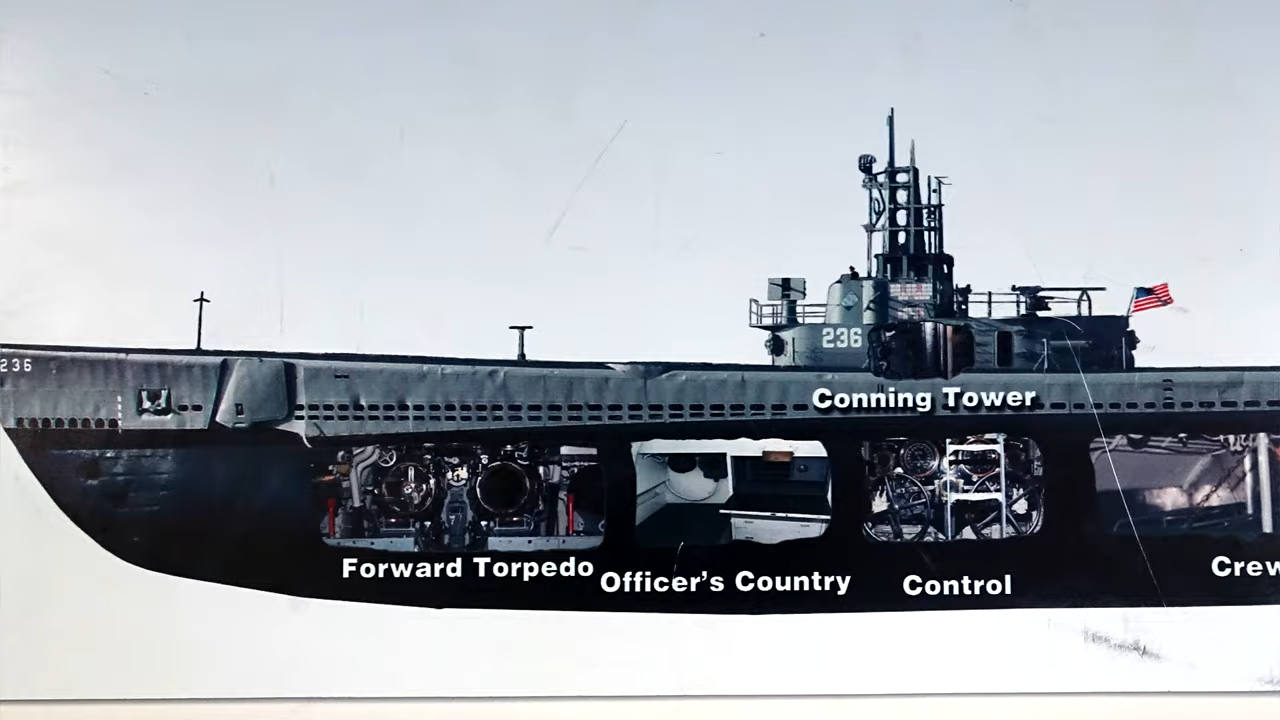 236
236
Conning Tower
Forward Torpedo
Officer's Country
Control
Crew